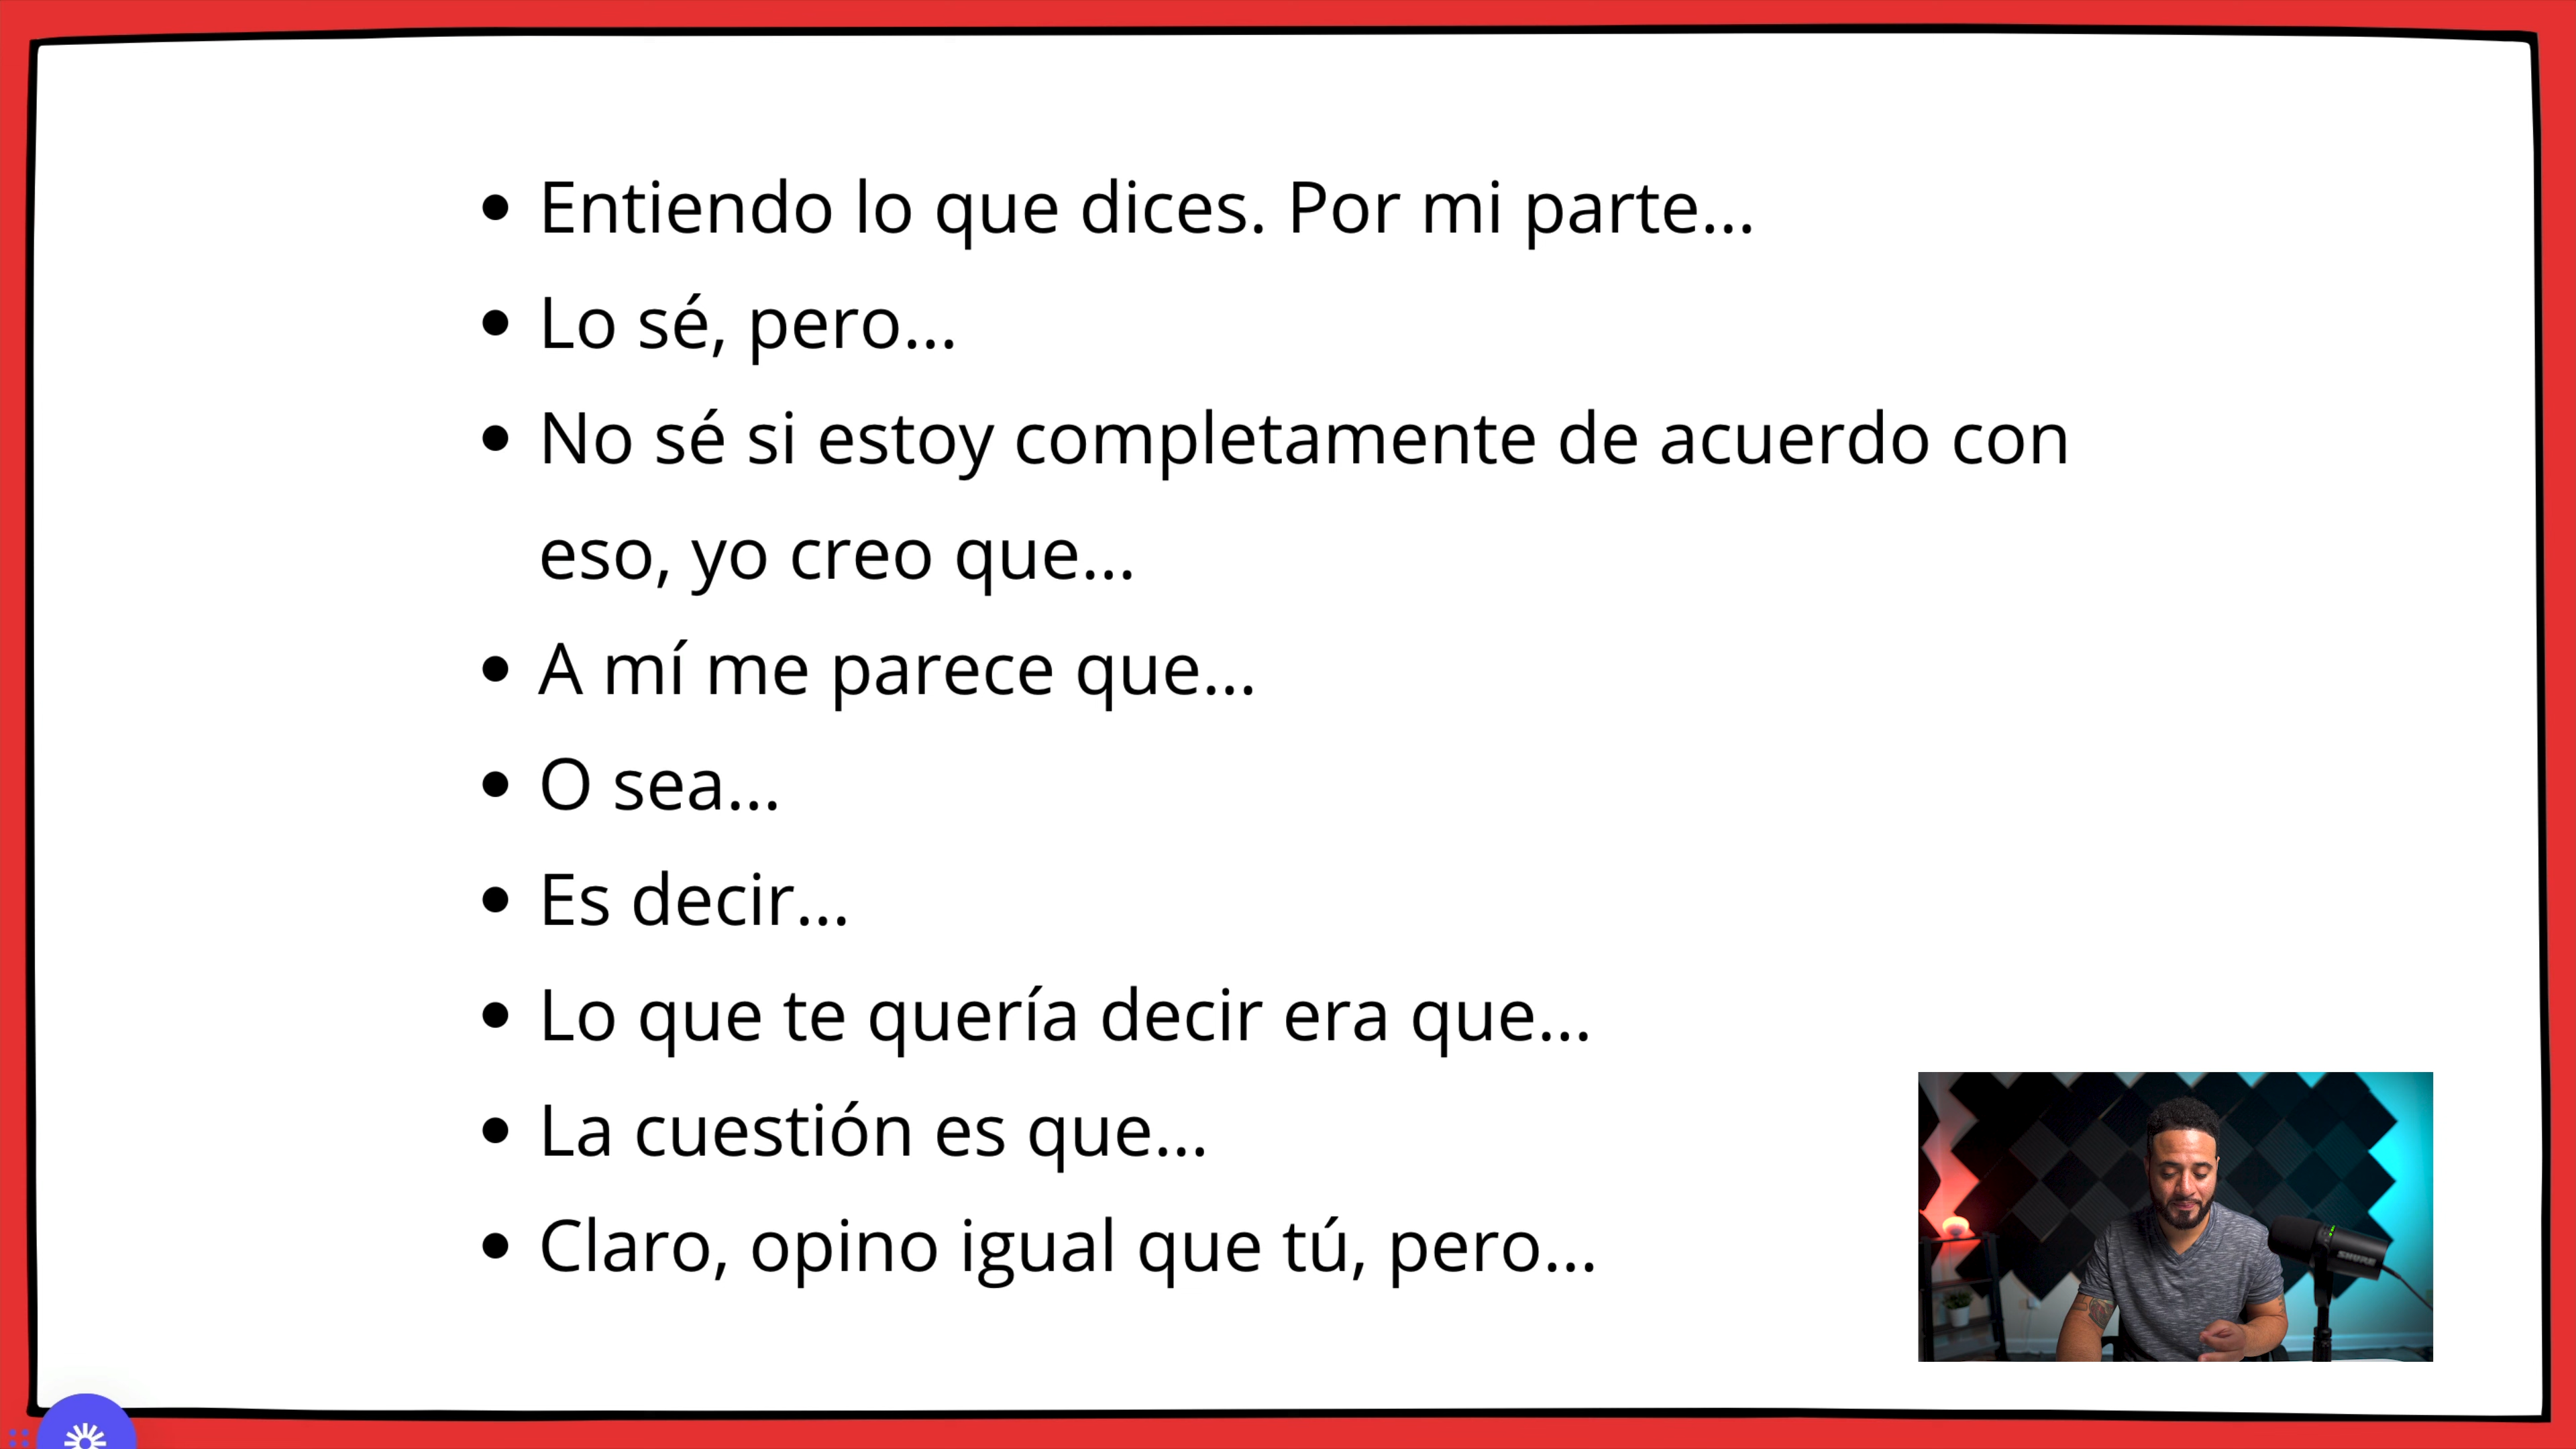 • Entiendo lo que dices. Por mi parte...
• Lo sé, pero...
• No sé si estoy completamente de acuerdo con
eso, yo creo que...
• A mí me parece que...
• O sea...
• Es decir...
• Lo que te quería decir era que...
• La cuestión es que...
• Claro, opino igual que tú, pero...
SHURE